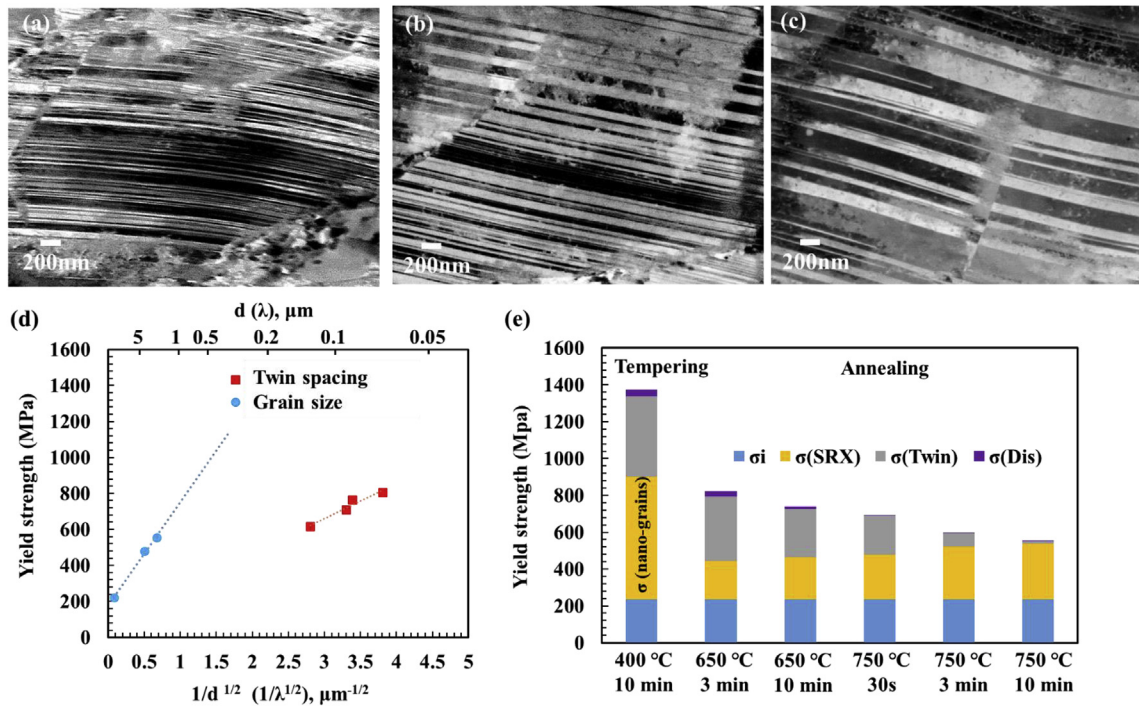 (a)
200nm
(b)
200nm
(c)
200nm
(d)
d (λ), µm
5 1 0.5 0.2 0.1 0.05
1600
1400
1200
1000
800
600
400
200
0
Yield strength (MPa)
Twin spacing
Grain size
0 0.5 1 1.5 2 2.5 3 3.5 4 4.5 5
1/d 1/2 (1/λ1/2), µm-1/2
(e)
1600
1400
1200
1000
800
600
400
200
0
Yield strength (Mpa)
Tempering Annealing
σi σ(SRX) σ(Twin) σ(Dis)
σ (nano-grains)
400 °C 650 °C 650 °C 750 °C 750 °C 750 °C
10 min 3 min 10 min 30s 3 min 10 min